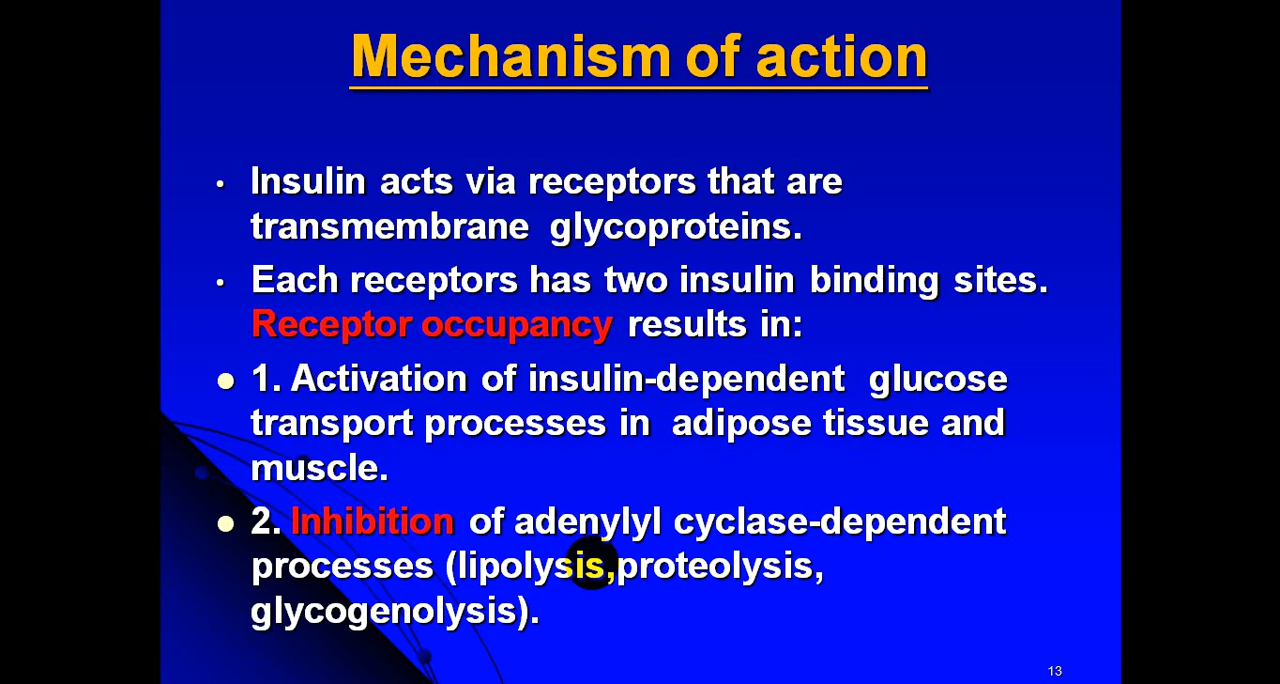 Mechanism of action
• Insulin acts via receptors that are
transmembrane glycoproteins.
• Each receptors has two insulin binding sites.
Receptor occupancy results in:
● 1. Activation of insulin-dependent glucose
transport processes in adipose tissue and
muscle.
● 2. Inhibition of adenylyl cyclase-dependent
processes (lipolysis,proteolysis,
glycogenolysis).
13